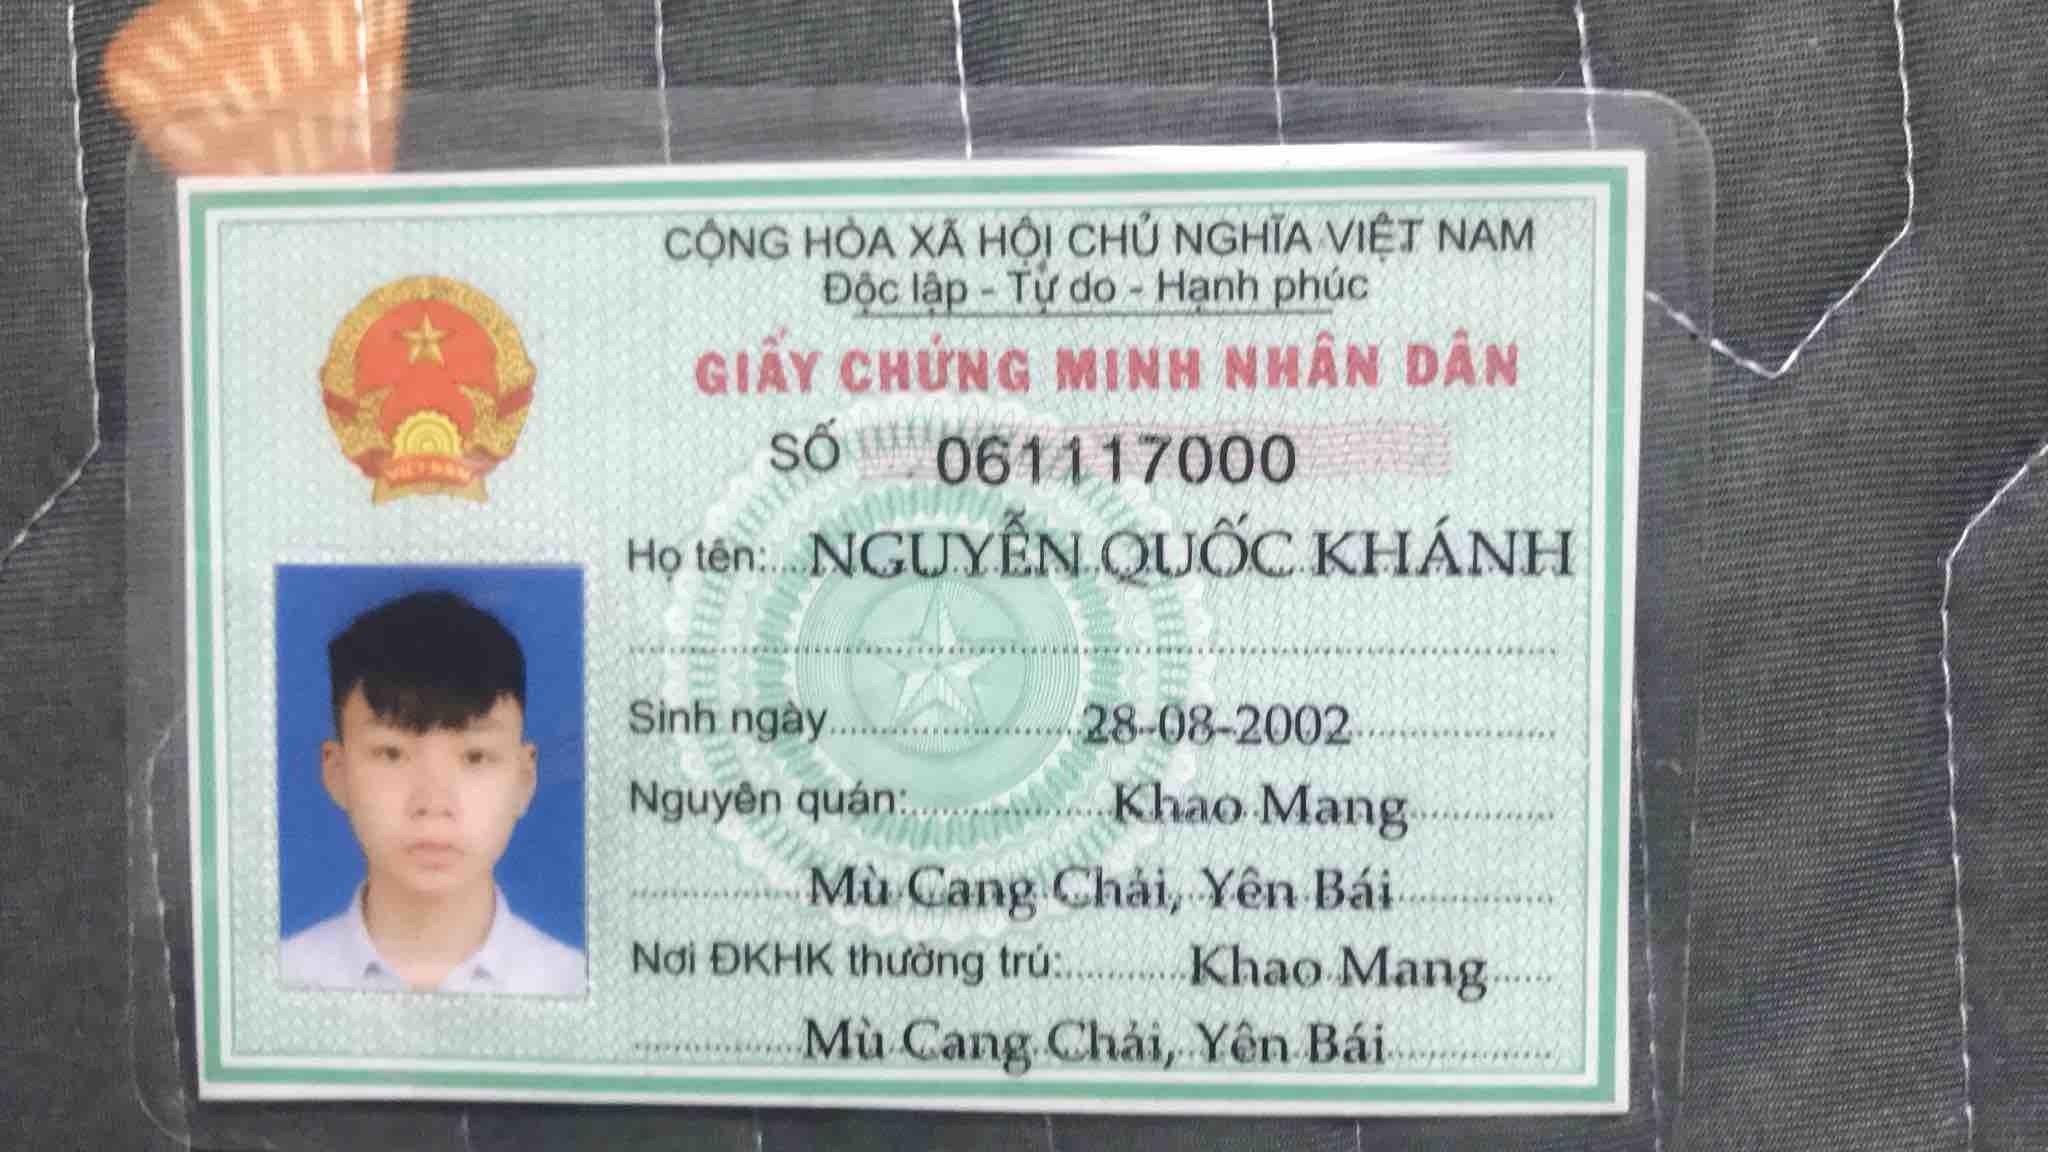 CỘNG HÒA XÃ HỘI CHỦ NGHĨA VIỆT NAM
Độc lập - Tự do - Hạnh phúc
GIẤY CHỨNG MINH NHÂN DÂN
SỐ 061117000
Họ tên: NGUYỄN QUỐC KHÁNH
Sinh ngày 28-08-2002
Nguyên quán: Khao Mang
Mù Cang Chải, Yên Bái
Nơi ĐKHK thường trú: Khao Mang
Mù Cang Chải, Yên Bái